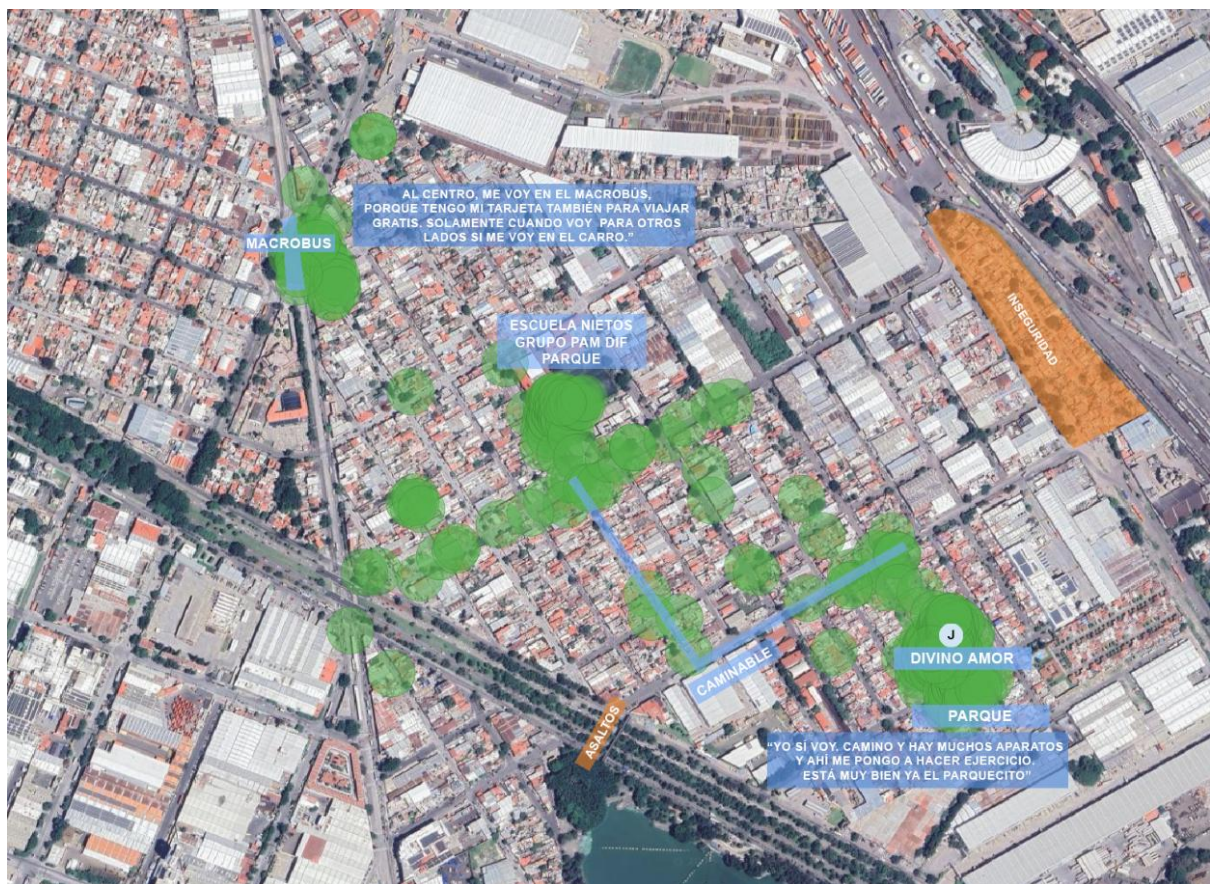 AL CENTRO, ME VOY EN EL MACROBÚS,
PORQUE TENGO MI TARJETA TAMBIÉN PARA VIAJAR
GRATIS. SOLAMENTE CUANDO VOY PARA OTROS
LADOS SI ME VOY EN EL CARRO.”
MACROBUS
INSEGURIDAD
ESCUELA NIETOS
GRUPO PAM DIF
PARQUE
J
DIVINO AMOR
CAMINABLE
PARQUE
ASALTOS
“YO SÍ VOY. CAMINO Y HAY MUCHOS APARATOS
Y AHÍ ME PONGO A HACER EJERCICIO.
ESTÁ MUY BIEN YA EL PARQUECITO”